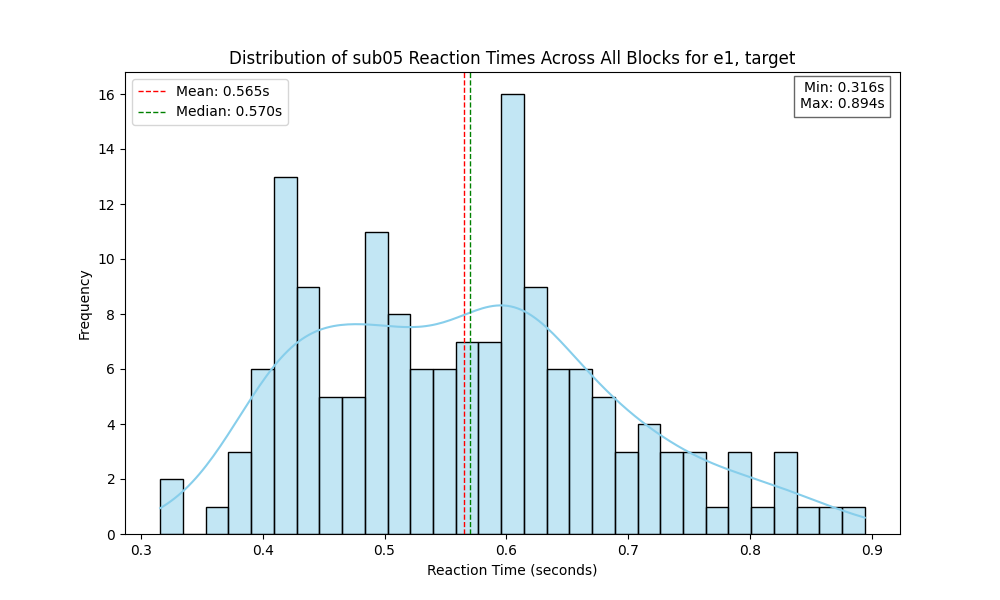 Distribution of sub05 Reaction Times Across All Blocks for e1, target
Mean: 0.565s
Median: 0.570s
Min: 0.316s
Max: 0.894s
Frequency
16
14
12
10
8
6
4
2
0
0.3 0.4 0.5 0.6 0.7 0.8 0.9
Reaction Time (seconds)